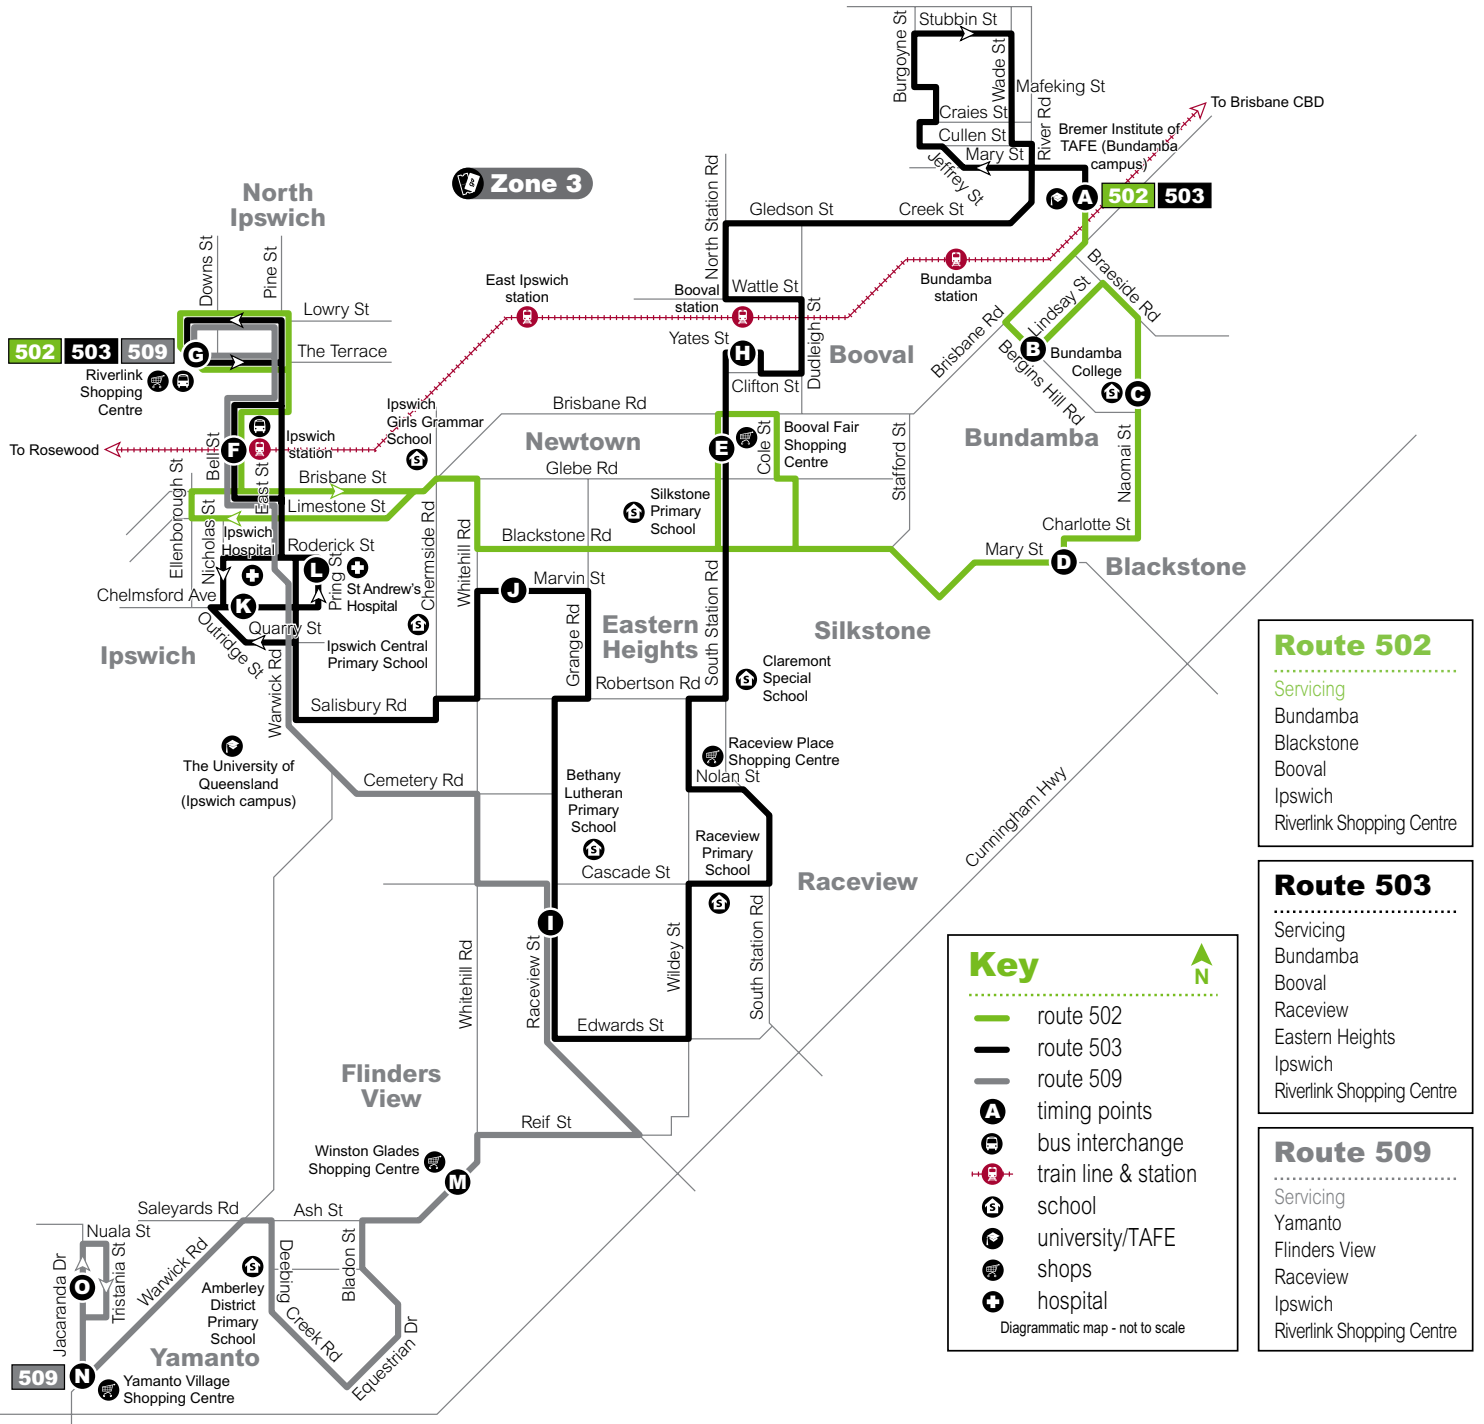 Stubbin St
Burgoyne St
Wade St
Mafeking St
Craies St
Cullen St
Mary St
Jeffrey St
River Rd
To Brisbane CBD
Bremer Institute of
TAFE (Bundamba
campus)
A
502
503
Zone 3
North
Ipswich
North Station Rd
Gledson St
Creek St
Downs St
Pine St
Lowry St
The Terrace
502
503
509
G
Riverlink
Shopping
Centre
East Ipswich
station
Booval
station
Wattle St
Bundamba
station
Braeside Rd
Lindsay St
Brisbane Rd
Yates St
H
Dudleigh St
Booval
Clifton St
B
Bergins Hill Rd
Bundamba
College
C
Bundamba
To Rosewood
F
Ipswich
station
Ipswich
Girls Grammar
School
Brisbane Rd
Newtown
Glebe Rd
E
Cole St
Booval Fair
Shopping
Centre
Stafford St
Naomai St
Bell St
East St
Ellenborough St
Nicholas St
Brisbane St
Limestone St
Silkstone
Primary
School
Blackstone Rd
Charlotte St
Mary St
D
Blackstone
Ipswich
Hospital
Roderick St
L
Pring St
St Andrew's
Hospital
Chermside Rd
Whitehill Rd
J
Marvin St
Chelmsford Ave
K
Quarry St
Outridge St
Ipswich
Ipswich Central
Primary School
Grange Rd
Eastern
Heights
South Station Rd
Silkstone
Claremont
Special
School
Robertson Rd
Warwick Rd
Salisbury Rd
The University of
Queensland
(Ipswich campus)
Cemetery Rd
Raceview Place
Shopping Centre
Nolan St
Bethany
Lutheran
Primary
School
Raceview
Primary
School
Cascade St
Raceview
Cunningham Hwy
I
Whitehill Rd
Raceview St
Wildey St
South Station Rd
Edwards St
Flinders
View
Reif St
Winston Glades
Shopping Centre
M
Saleyards Rd
Ash St
Nuala St
Jacaranda Dr
O
Tristania St
Warwick Rd
Amberley
District
Primary
School
Deebing
Creek Rd
Bladon St
Equestrian Dr
Yamanto
509
N
Yamanto Village
Shopping Centre
Key
N
route 502
route 503
route 509
A
timing points
bus interchange
train line & station
school
university/TAFE
shops
hospital
Diagrammatic map - not to scale
Route 502
Servicing
Bundamba
Blackstone
Booval
Ipswich
Riverlink Shopping Centre
Route 503
Servicing
Bundamba
Booval
Raceview
Eastern Heights
Ipswich
Riverlink Shopping Centre
Route 509
Servicing
Yamanto
Flinders View
Raceview
Ipswich
Riverlink Shopping Centre